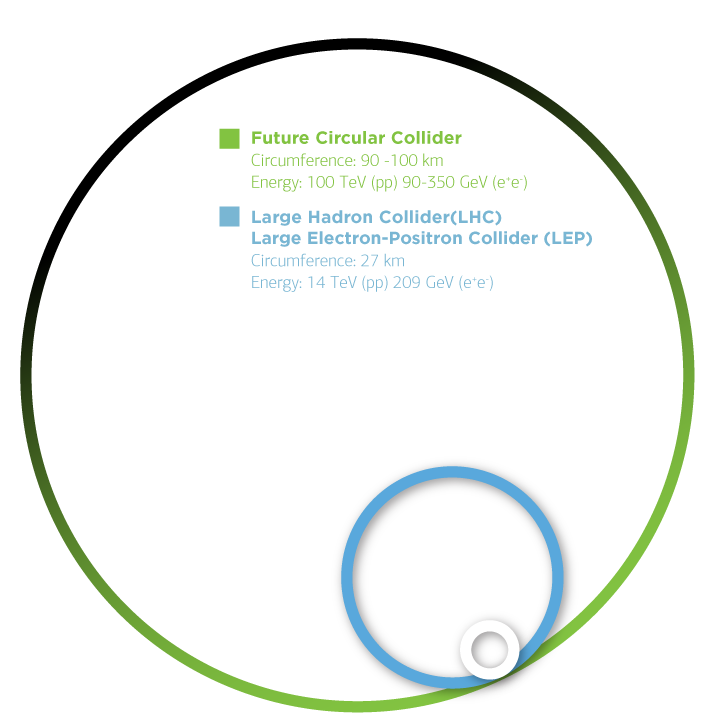 Future Circular Collider
Circumference: 90 -100 km
Energy: 100 TeV (pp) 90-350 GeV (e⁺e⁻)
Large Hadron Collider(LHC)
Large Electron-Positron Collider (LEP)
Circumference: 27 km
Energy: 14 TeV (pp) 209 GeV (e⁺e⁻)